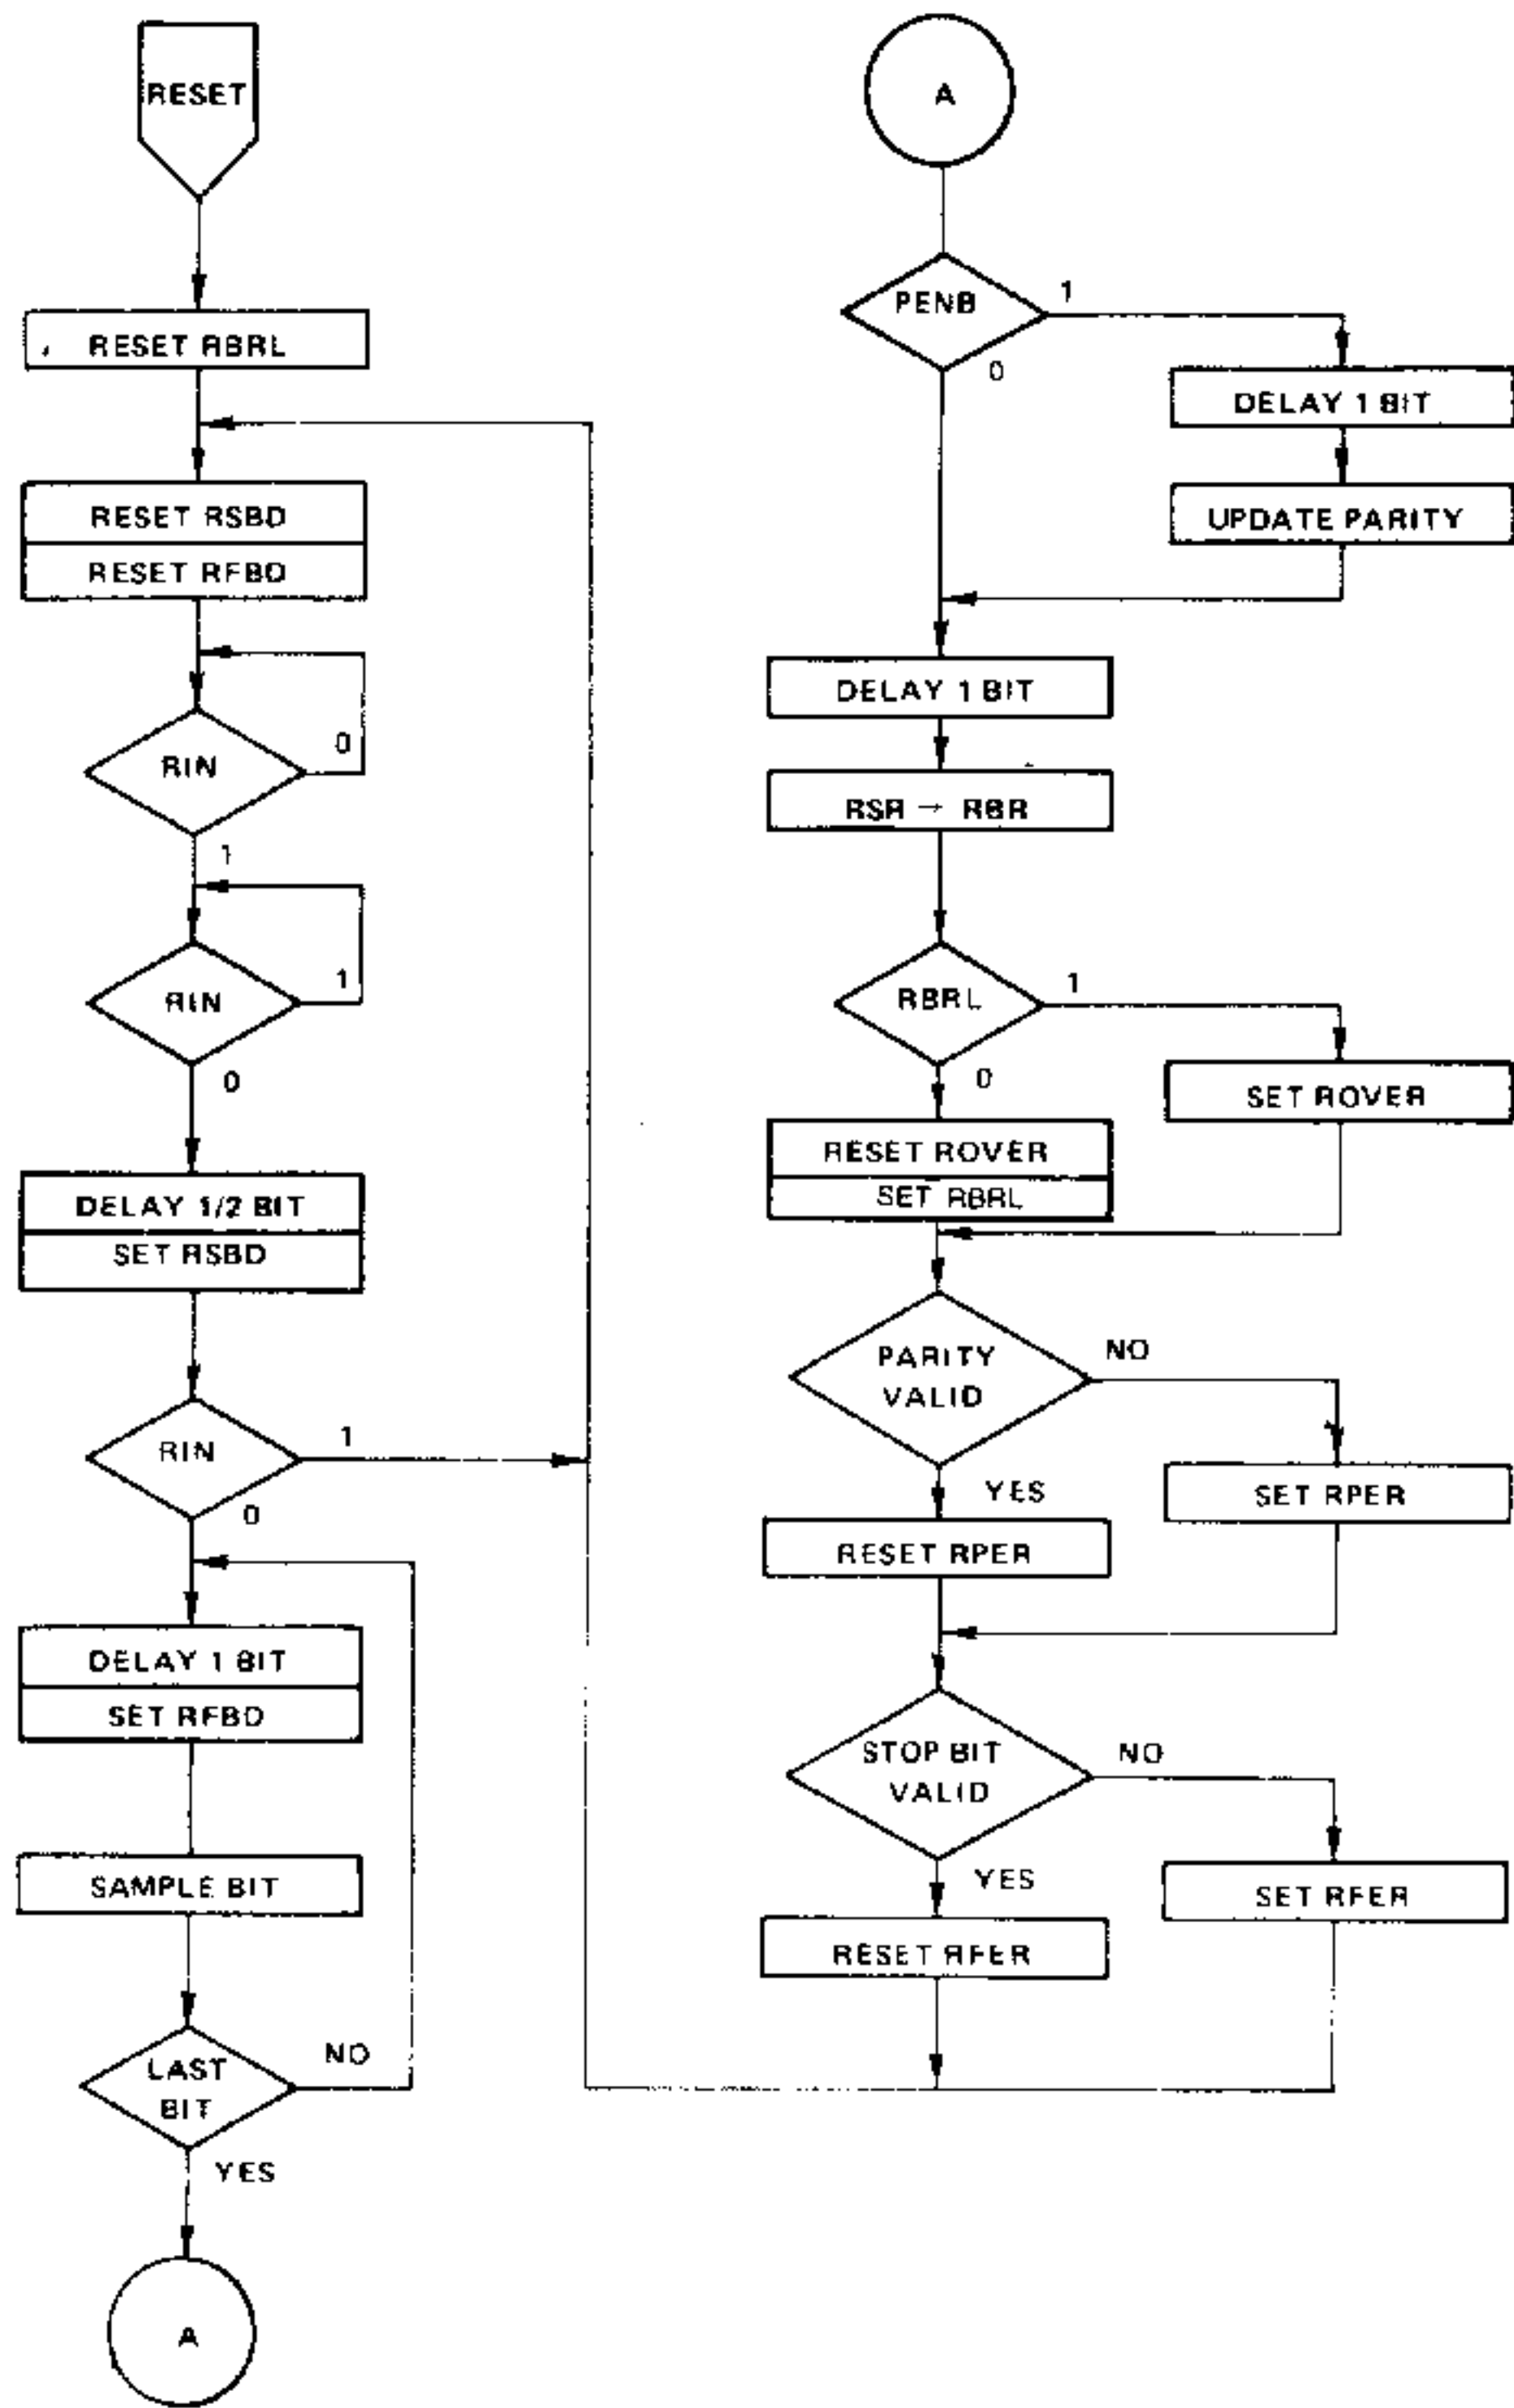 RESET
RESET RBRL
RESET RSBD
RESET RFBD
RIN
0
1
RIN
1
0
DELAY 1/2 BIT
SET RSBD
RIN
1
0
DELAY 1 BIT
SET RFBD
SAMPLE BIT
LAST
BIT
NO
YES
A
A
PENB
1
0
DELAY 1 BIT
UPDATE PARITY
DELAY 1 BIT
RSR → RBR
RBRL
1
0
SET ROVER
RESET ROVER
SET RBRL
PARITY
VALID
NO
YES
SET RPER
RESET RPER
STOP BIT
VALID
NO
YES
SET RFER
RESET RFER